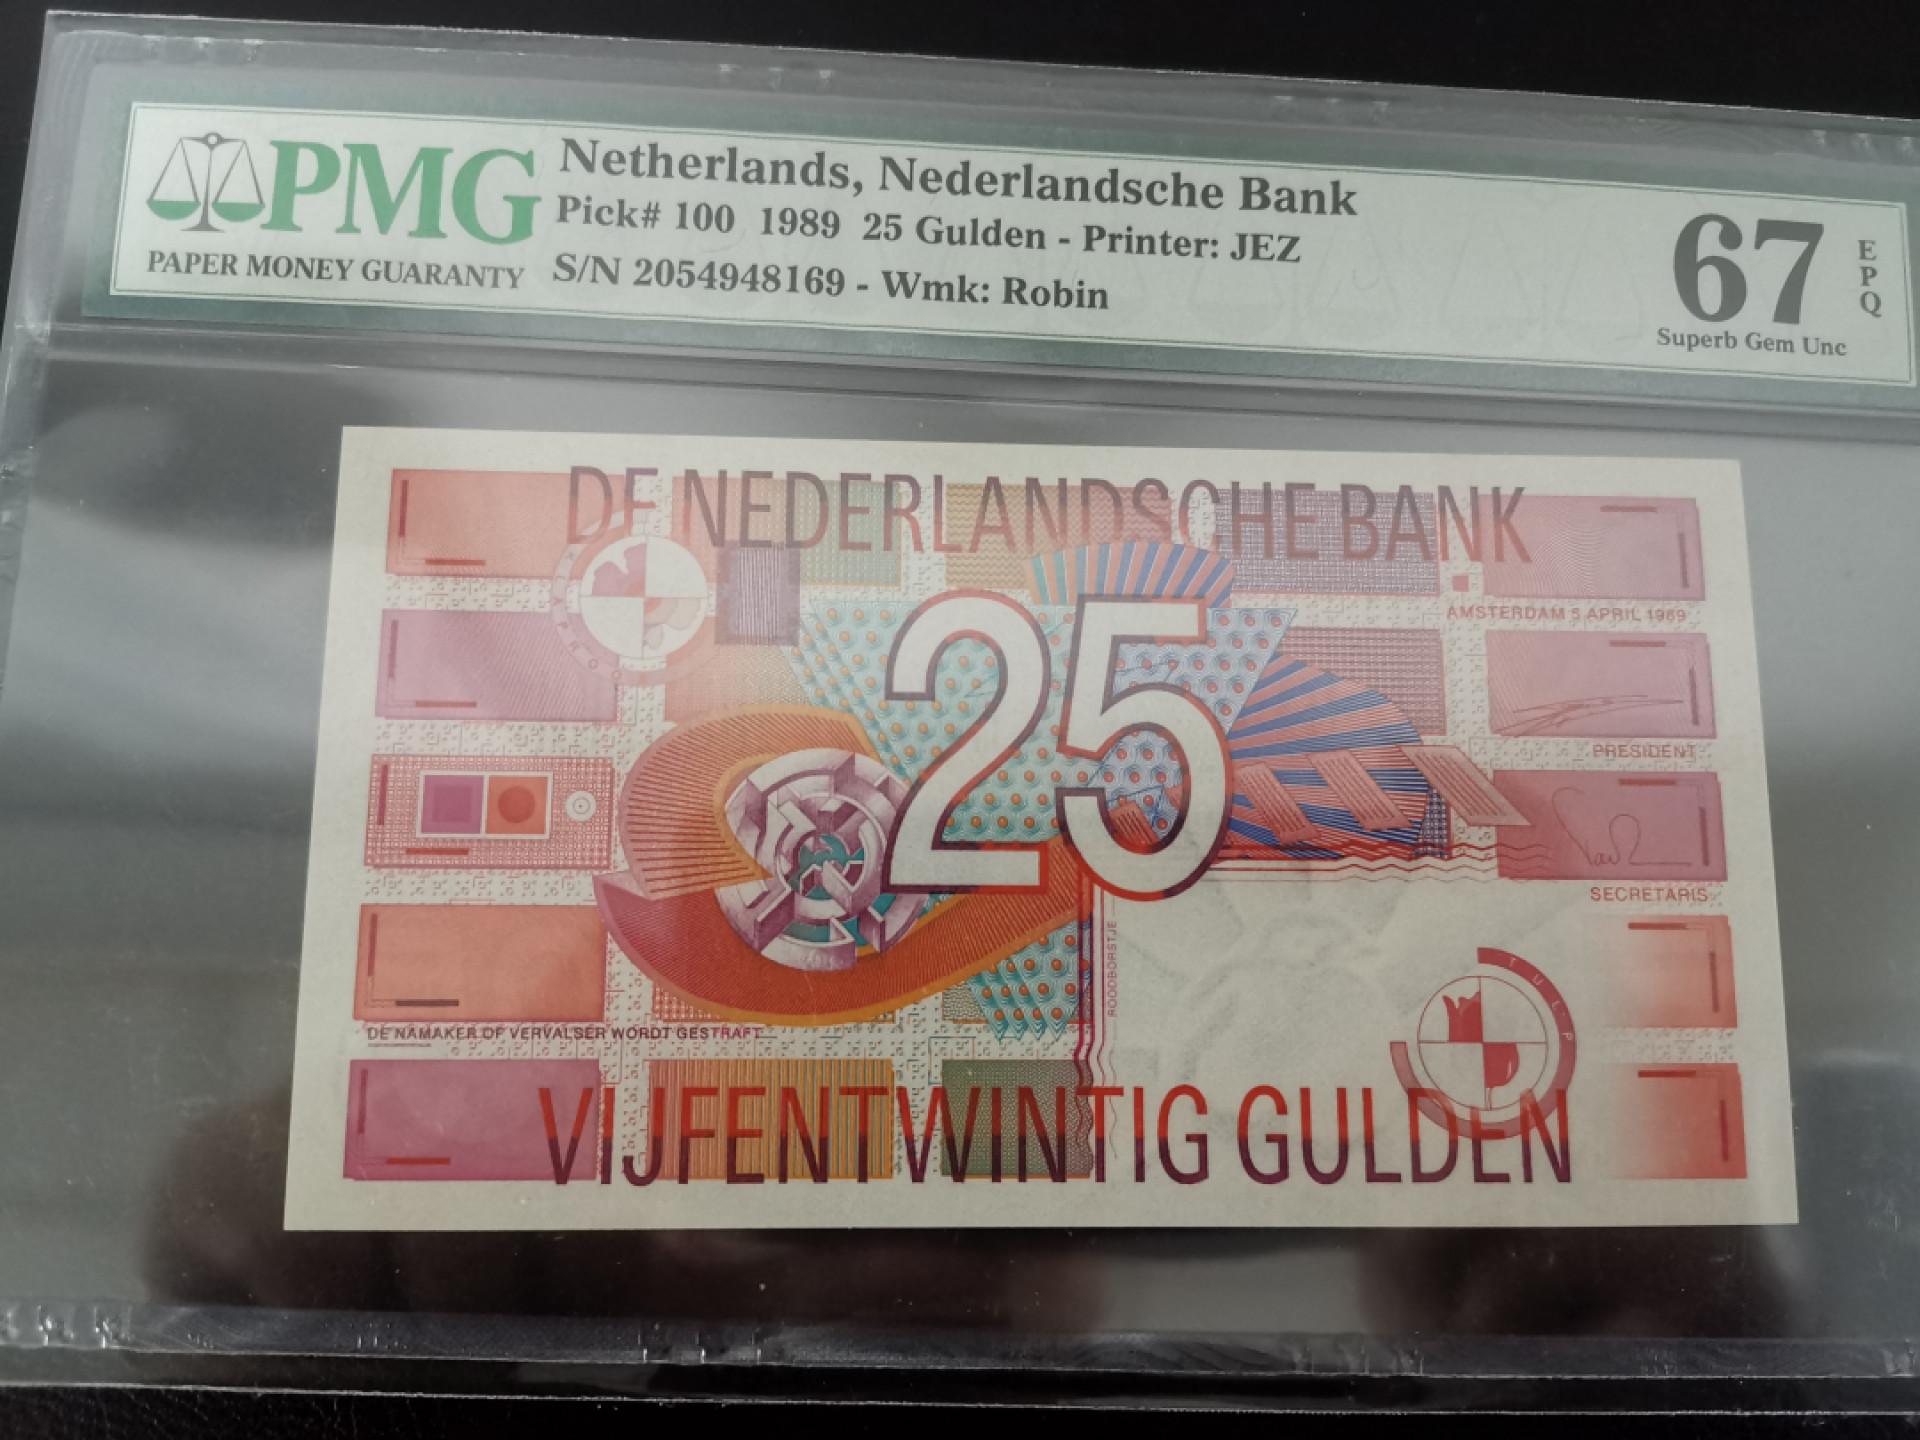 PMG
PAPER MONEY GUARANTY
Netherlands, Nederlandsche Bank
Pick# 100 1989 25 Gulden - Printer: JEZ
S/N 2054948169 - Wmk: Robin
67
EPQ
Superb Gem Unc
DE NEDERLANDSCHE BANK
AMSTERDAM 5 APRIL 1989
25
PRESIDENT
SECRETARIS
ROODBORSTJE
TULP
DE NAMAKER OF VERVALSER WORDT GESTRAFT
VIJFENTWINTIG GULDEN